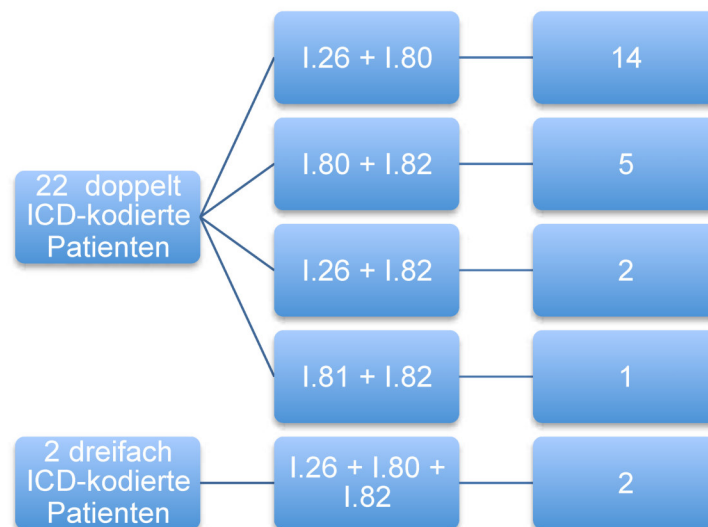 I.26 + I.80
14
I.80 + I.82
5
22 doppelt
ICD-kodierte
Patienten
I.26 + I.82
2
I.81 + I.82
1
2 dreifach
ICD-kodierte
Patienten
I.26 + I.80 +
I.82
2